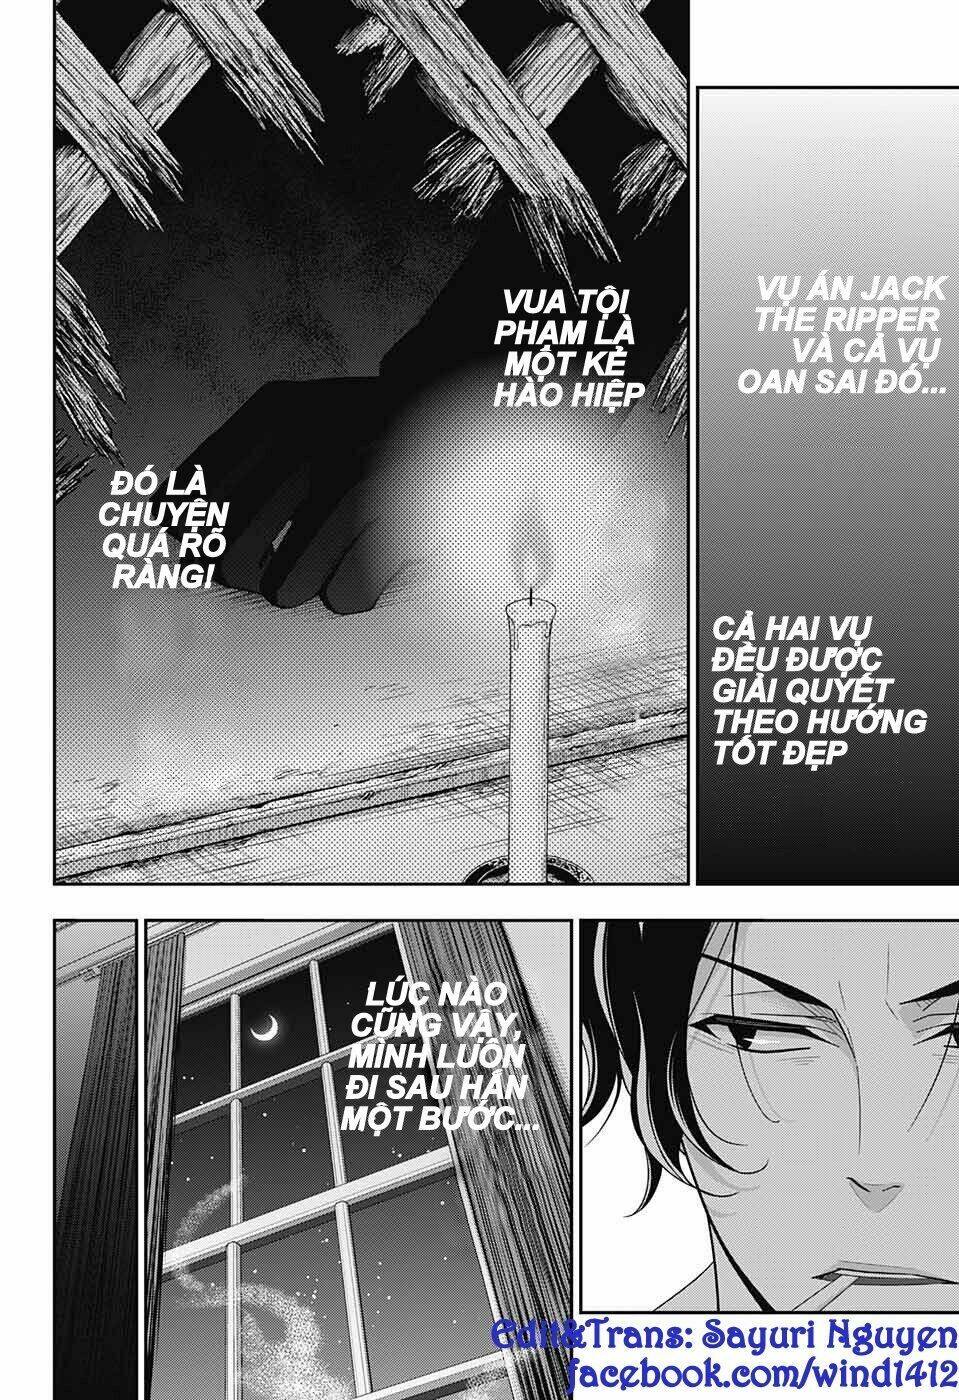 VỤ ÁN JACK
THE RIPPER
VÀ CẢ VỤ
OAN SAI ĐÓ...
CẢ HAI VỤ
ĐỀU ĐƯỢC
GIẢI QUYẾT
THEO HƯỚNG
TỐT ĐẸP
VUA TỘI
PHẠM LÀ
MỘT KẺ
HÀO HIỆP
ĐÓ LÀ
CHUYỆN
QUÁ RÕ
RÀNG!
LÚC NÀO
CŨNG VẬY,
MÌNH LUÔN
ĐI SAU HẮN
MỘT BƯỚC...
Edit&Trans: Sayuri Nguyen
facebook.com/wind1412